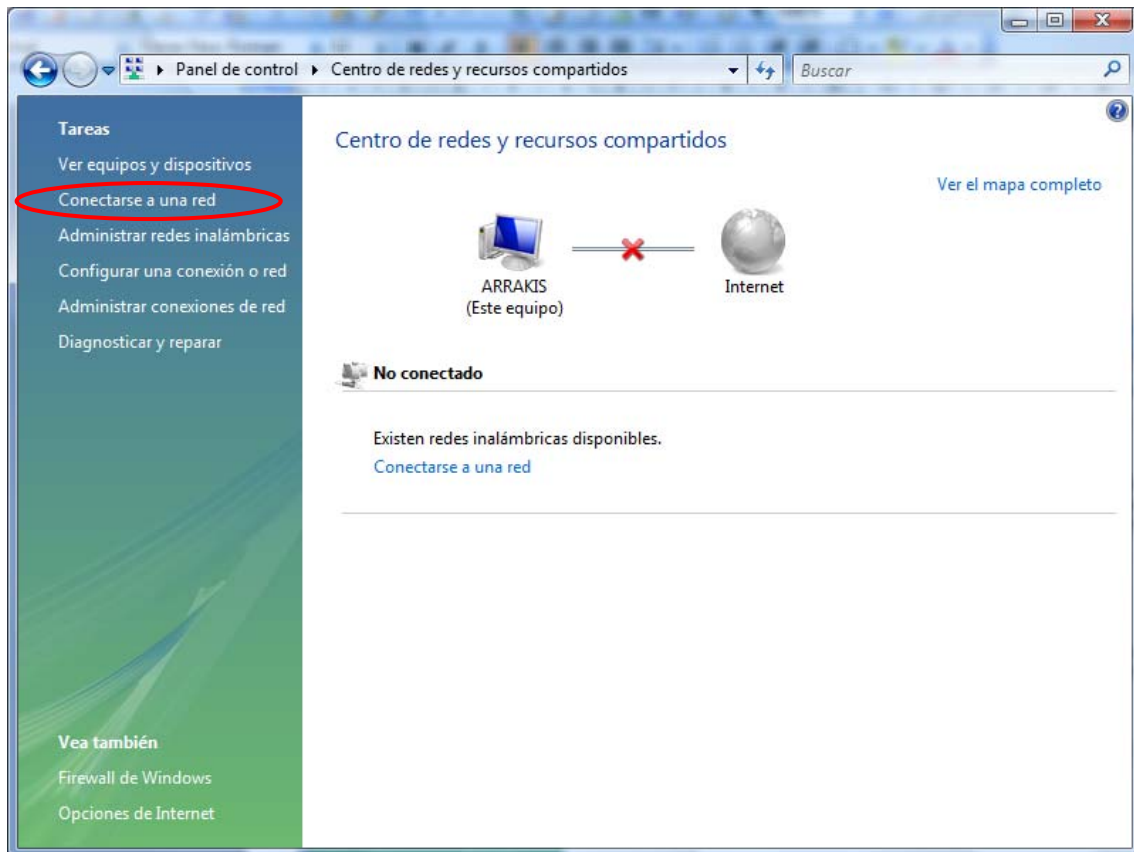 Panel de control
Centro de redes y recursos compartidos
Buscar
Tareas
Ver equipos y dispositivos
Conectarse a una red
Administrar redes inalámbricas
Configurar una conexión o red
Administrar conexiones de red
Diagnosticar y reparar
Centro de redes y recursos compartidos
Ver el mapa completo
ARRAKIS
(Este equipo)
Internet
No conectado
Existen redes inalámbricas disponibles.
Conectarse a una red
Vea también
Firewall de Windows
Opciones de Internet